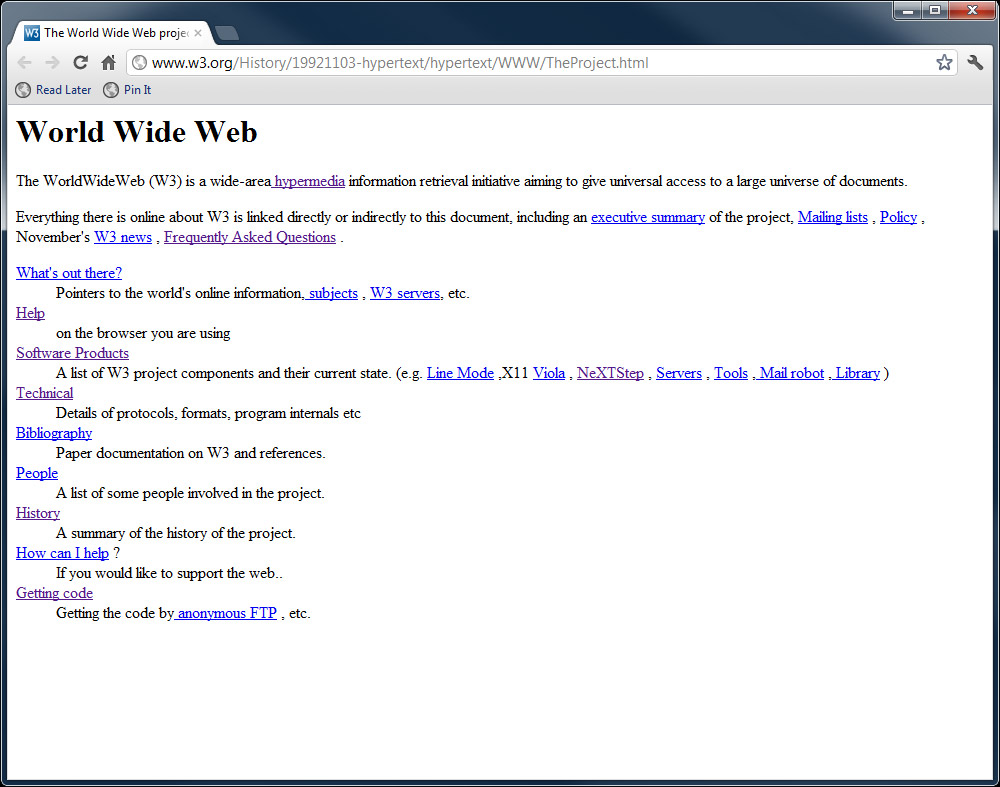 W3 The World Wide Web proje
www.w3.org/History/19921103-hypertext/hypertext/WWW/TheProject.html
Read Later Pin It
World Wide Web
The WorldWideWeb (W3) is a wide-area hypermedia information retrieval initiative aiming to give universal access to a large universe of documents.
Everything there is online about W3 is linked directly or indirectly to this document, including an executive summary of the project, Mailing lists , Policy ,
November's W3 news , Frequently Asked Questions .
What's out there?
Pointers to the world's online information, subjects , W3 servers, etc.
Help
on the browser you are using
Software Products
A list of W3 project components and their current state. (e.g. Line Mode ,X11 Viola , NeXTStep , Servers , Tools , Mail robot , Library )
Technical
Details of protocols, formats, program internals etc
Bibliography
Paper documentation on W3 and references.
People
A list of some people involved in the project.
History
A summary of the history of the project.
How can I help ?
If you would like to support the web..
Getting code
Getting the code by anonymous FTP , etc.